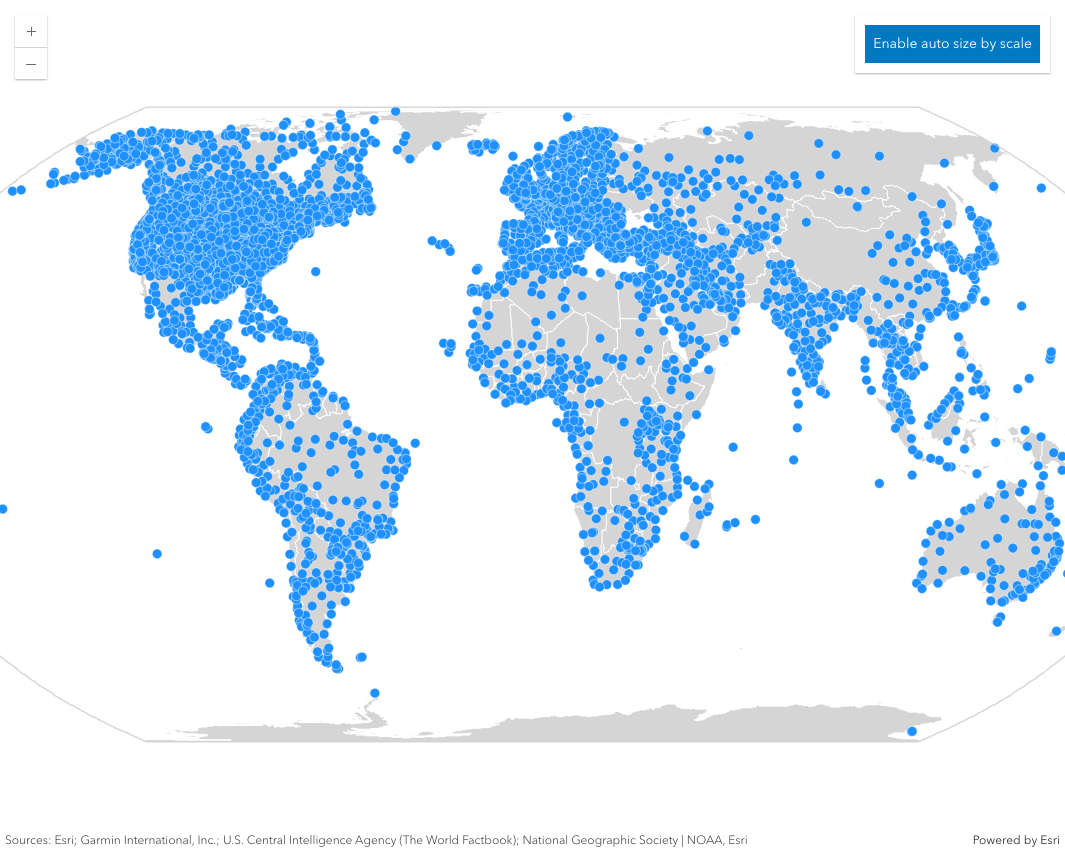 +
Enable auto size by scale
–
Sources: Esri; Garmin International, Inc.; U.S. Central Intelligence Agency (The World Factbook); National Geographic Society | NOAA, Esri
Powered by Esri